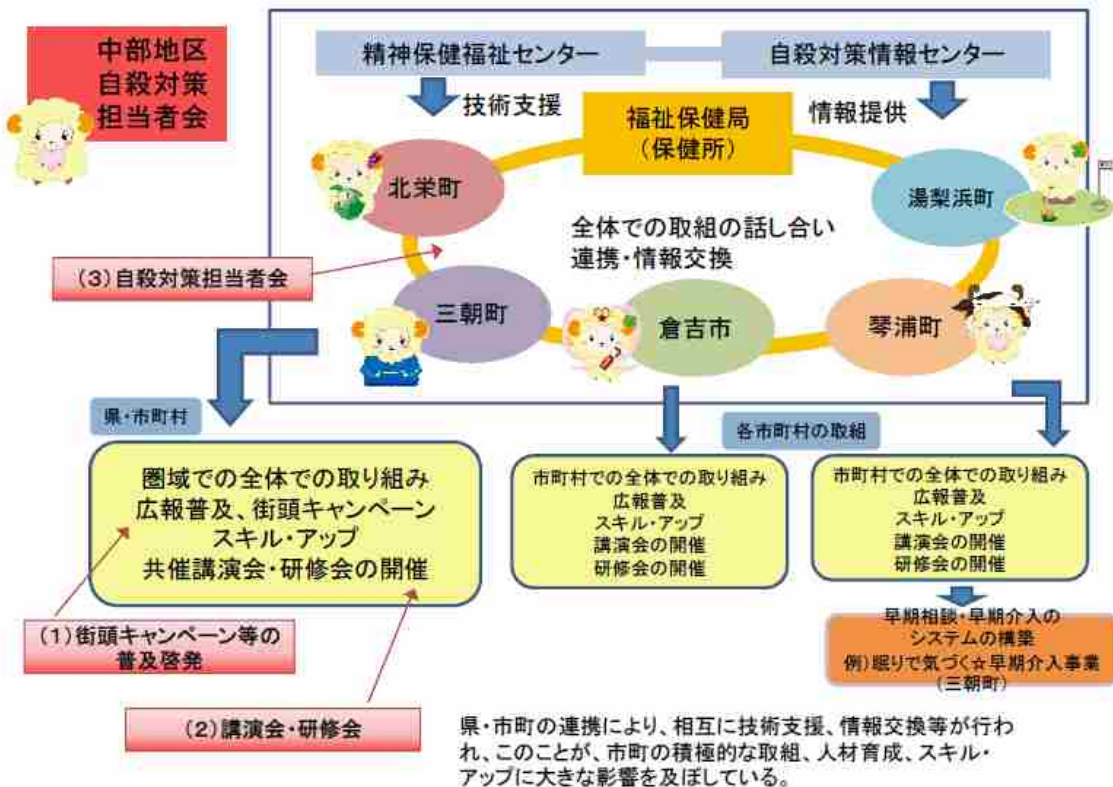 中部地区
自殺対策
担当者会
精神保健福祉センター
自殺対策情報センター
技術支援
情報提供
福祉保健局
(保健所)
北栄町
湯梨浜町
全体での取組の話し合い
連携・情報交換
(3)自殺対策担当者会
三朝町
倉吉市
琴浦町
県・市町村
各市町村の取組
圏域での全体での取り組み
広報普及、街頭キャンペーン
スキル・アップ
共催講演会・研修会の開催
市町村での全体での取り組み
広報普及
スキル・アップ
講演会の開催
研修会の開催
市町村での全体での取り組み
広報普及
スキル・アップ
講演会の開催
研修会の開催
(1)街頭キャンペーン等の
普及啓発
早期相談・早期介入の
システムの構築
例)眠りで気づく☆早期介入事業
(三朝町)
(2)講演会・研修会
県・市町の連携により、相互に技術支援、情報交換等が行わ
れ、このことが、市町の積極的な取組、人材育成、スキル・
アップに大きな影響を及ぼしている。